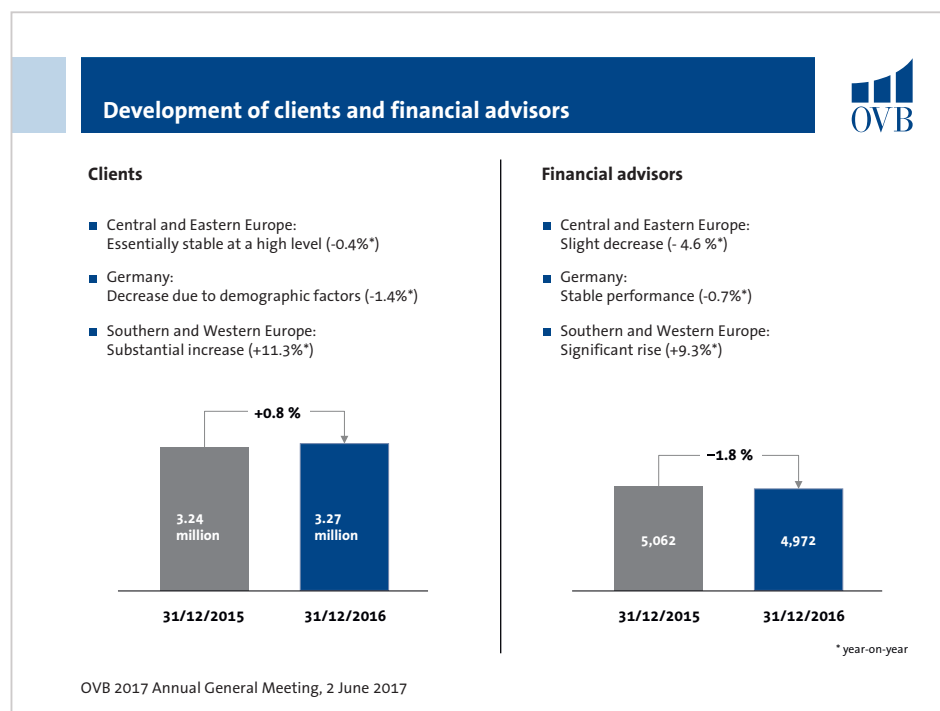 Development of clients and financial advisors
OVB
Clients
Central and Eastern Europe:
Essentially stable at a high level (-0.4%*)
Germany:
Decrease due to demographic factors (-1.4%*)
Southern and Western Europe:
Substantial increase (+11.3%*)
+0.8 %
3.24
million
3.27
million
31/12/2015
31/12/2016
Financial advisors
Central and Eastern Europe:
Slight decrease (- 4.6 %*)
Germany:
Stable performance (-0.7%*)
Southern and Western Europe:
Significant rise (+9.3%*)
–1.8 %
5,062
4,972
31/12/2015
31/12/2016
* year-on-year
OVB 2017 Annual General Meeting, 2 June 2017